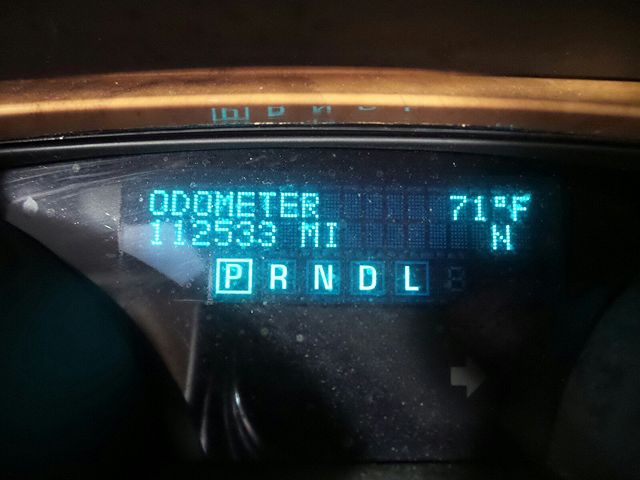 ODOMETER 71°F
112533 MI N
P R N D L